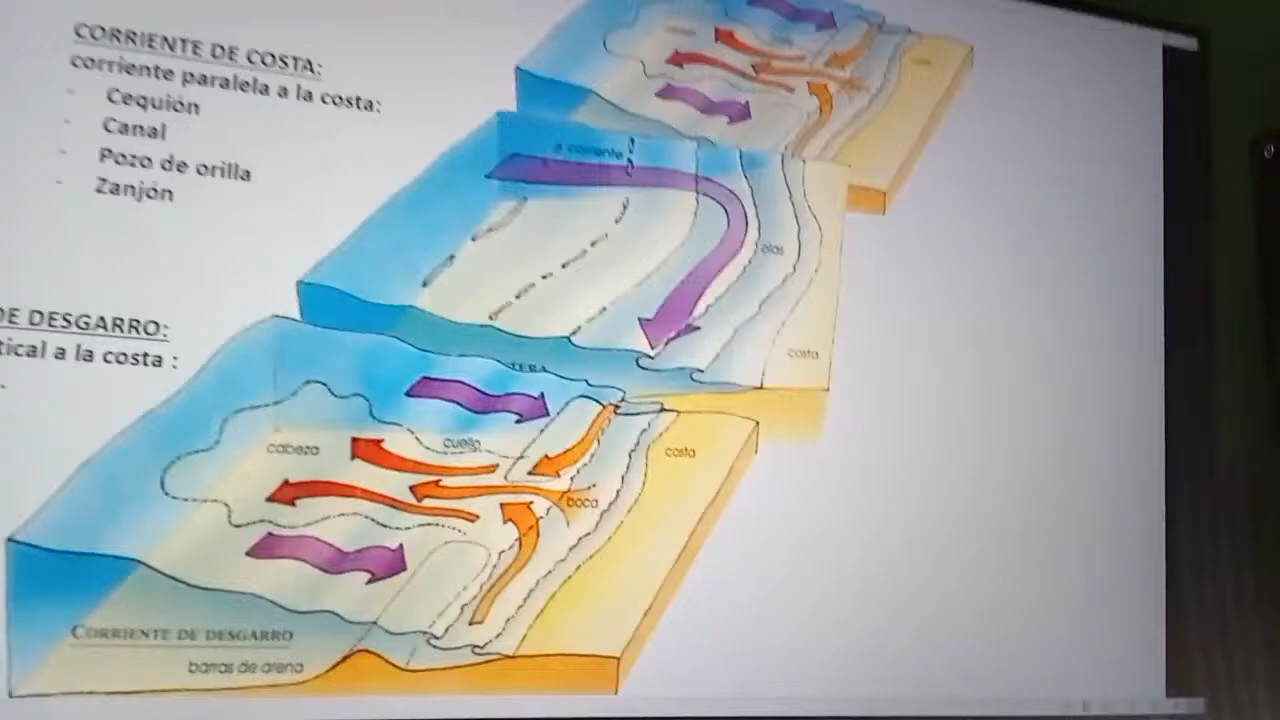 CORRIENTE DE COSTA:
corriente paralela a la costa:
- Cequión
- Canal
- Pozo de orilla
- Zanjón
DE DESGARRO:
tical a la costa :
-
a corriente
olas
costa
TERA
cabeza
cuello
costa
boca
CORRIENTE DE DESGARRO
barras de arena